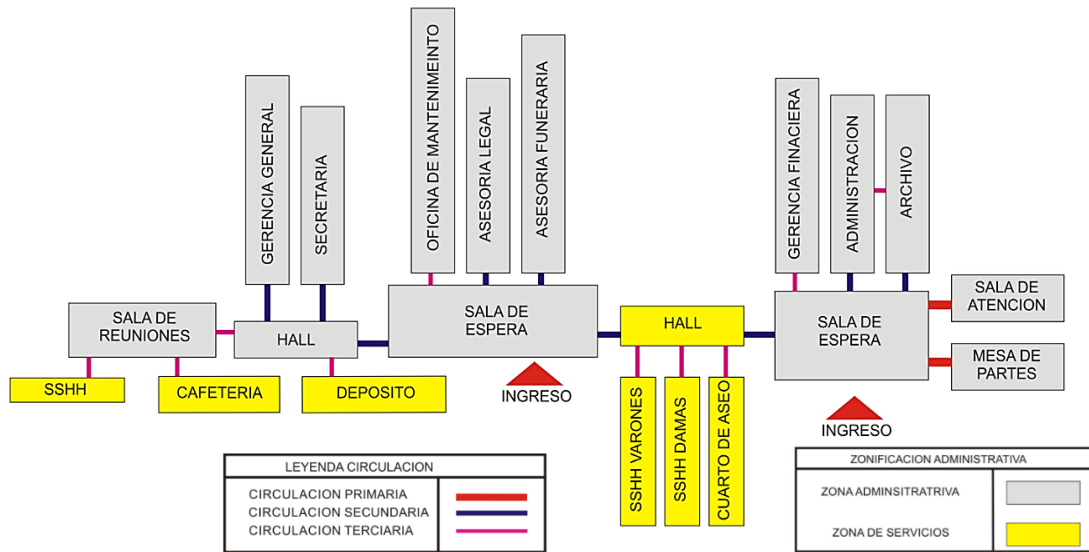 GERENCIA GENERAL
SECRETARIA
OFICINA DE MANTENIMEINTO
ASESORIA LEGAL
ASESORIA FUNERARIA
GERENCIA FINACIERA
ADMINISTRACION
ARCHIVO
SALA DE
REUNIONES
HALL
SALA DE
ESPERA
HALL
SALA DE
ESPERA
SALA DE
ATENCION
MESA DE
PARTES
SSHH
CAFETERIA
DEPOSITO
INGRESO
SSHH VARONES
SSHH DAMAS
CUARTO DE ASEO
INGRESO
LEYENDA CIRCULACION
CIRCULACION PRIMARIA
CIRCULACION SECUNDARIA
CIRCULACION TERCIARIA
ZONIFICACION ADMINISTRATIVA
ZONA ADMINSITRATRIVA
ZONA DE SERVICIOS